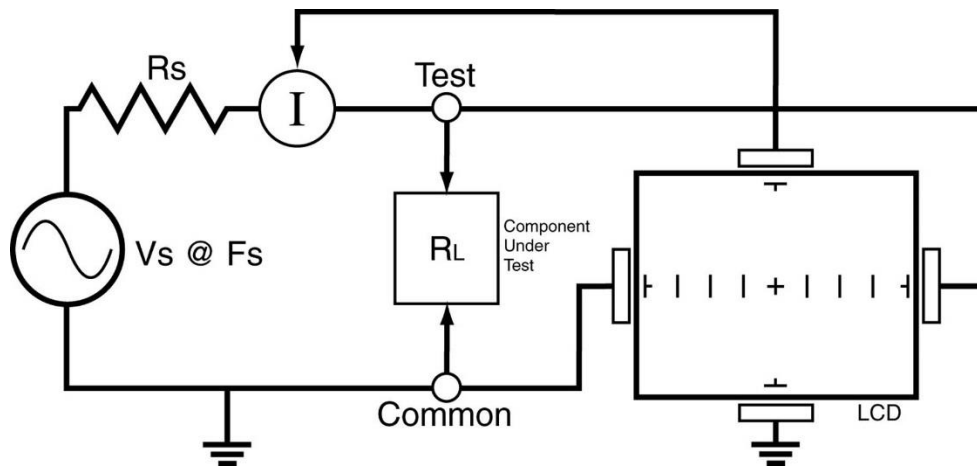 Rs
I
Test
Vs @ Fs
RL
Component
Under
Test
Common
LCD